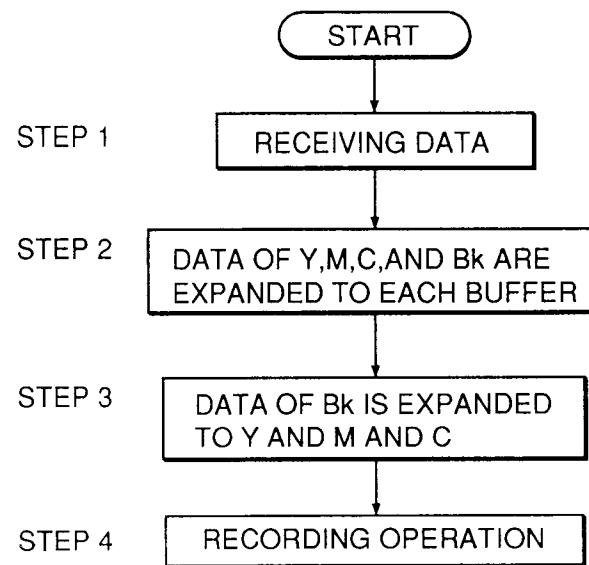 START
STEP 1
RECEIVING DATA
STEP 2
DATA OF Y,M,C,AND Bk ARE
EXPANDED TO EACH BUFFER
STEP 3
DATA OF Bk IS EXPANDED
TO Y AND M AND C
STEP 4
RECORDING OPERATION